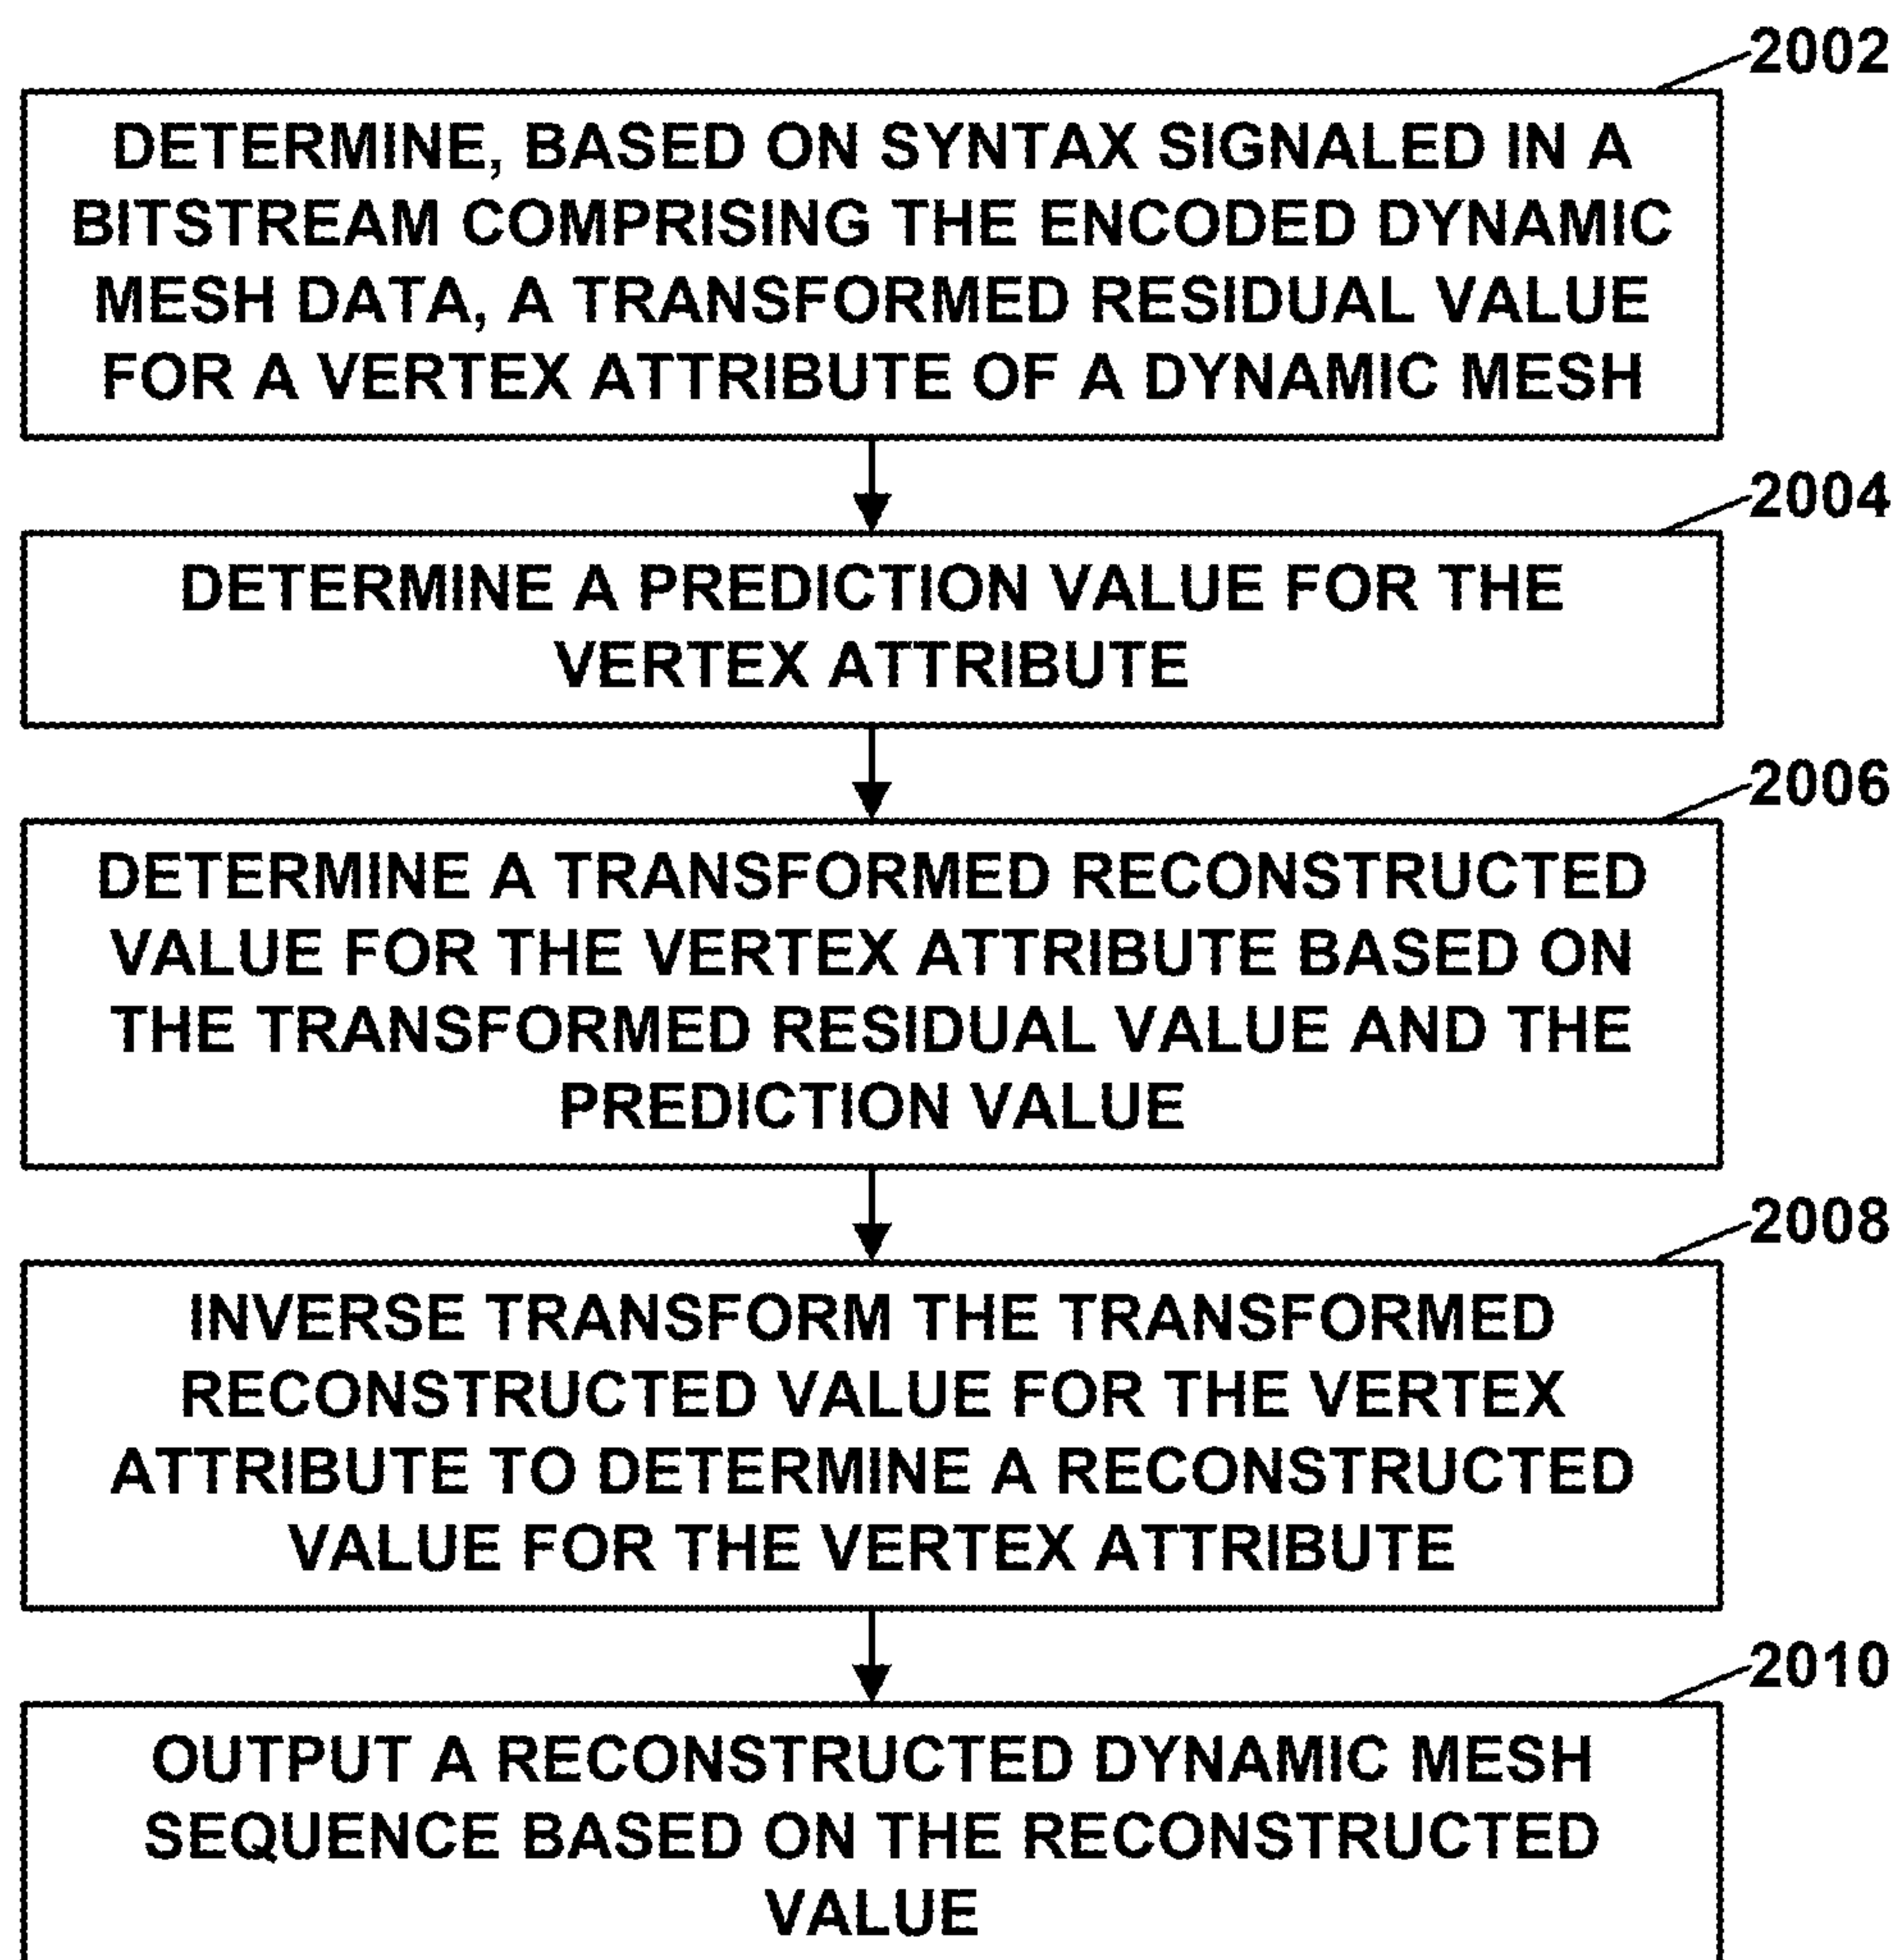 2002
DETERMINE, BASED ON SYNTAX SIGNALED IN A
BITSTREAM COMPRISING THE ENCODED DYNAMIC
MESH DATA, A TRANSFORMED RESIDUAL VALUE
FOR A VERTEX ATTRIBUTE OF A DYNAMIC MESH
2004
DETERMINE A PREDICTION VALUE FOR THE
VERTEX ATTRIBUTE
2006
DETERMINE A TRANSFORMED RECONSTRUCTED
VALUE FOR THE VERTEX ATTRIBUTE BASED ON
THE TRANSFORMED RESIDUAL VALUE AND THE
PREDICTION VALUE
2008
INVERSE TRANSFORM THE TRANSFORMED
RECONSTRUCTED VALUE FOR THE VERTEX
ATTRIBUTE TO DETERMINE A RECONSTRUCTED
VALUE FOR THE VERTEX ATTRIBUTE
2010
OUTPUT A RECONSTRUCTED DYNAMIC MESH
SEQUENCE BASED ON THE RECONSTRUCTED
VALUE